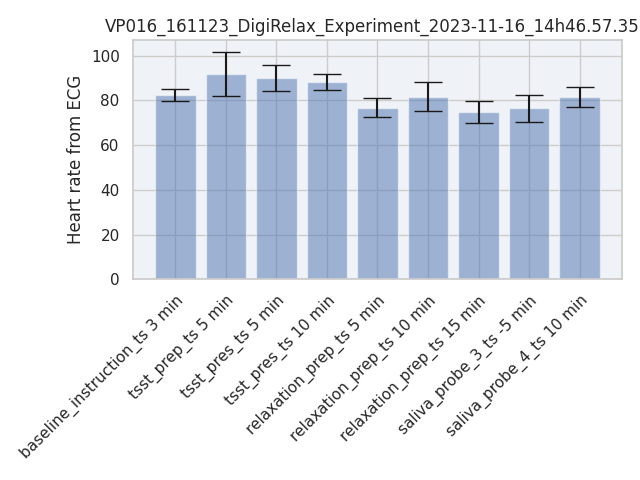 VP016_161123_DigiRelax_Experiment_2023-11-16_14h46.57.35
Heart rate from ECG
100
80
60
40
20
0
baseline_instruction_ts 3 min
tsst_prep_ts 5 min
tsst_pres_ts 5 min
tsst_pres_ts 10 min
relaxation_prep_ts 5 min
relaxation_prep_ts 10 min
relaxation_prep_ts 15 min
saliva_probe_3_ts -5 min
saliva_probe_4_ts 10 min